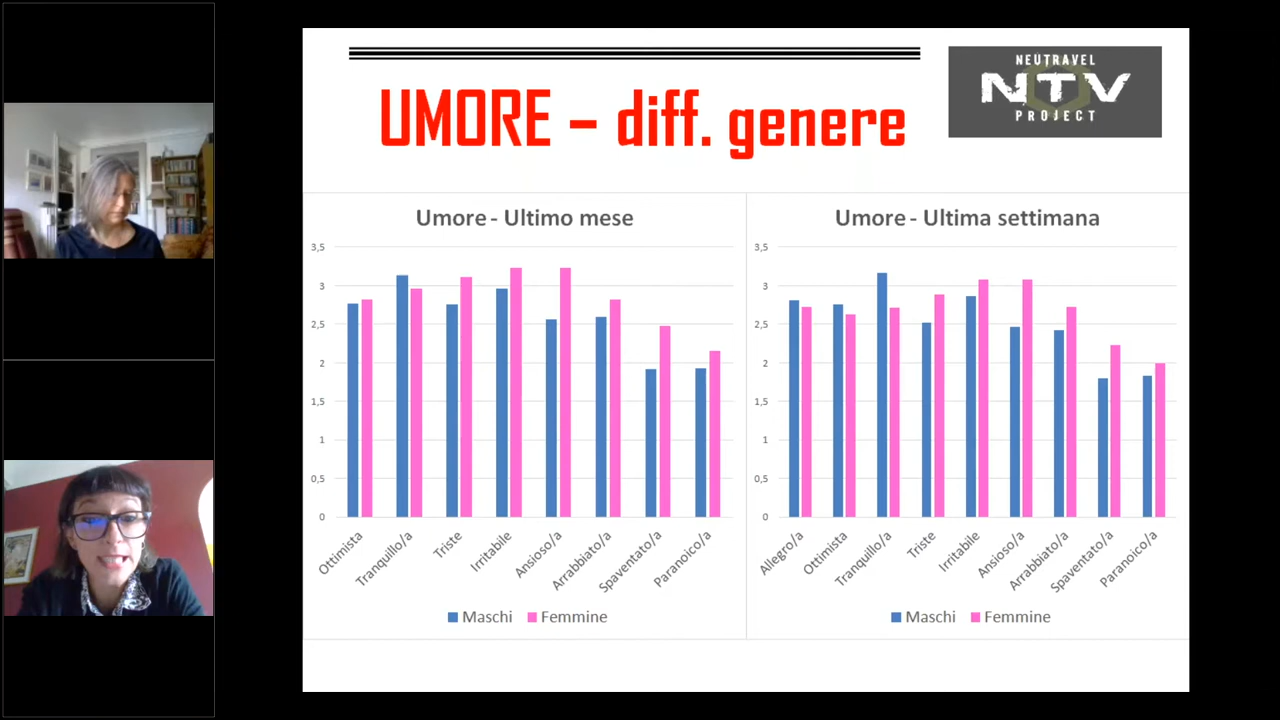 UMORE – diff. genere
NEUTRAVEL
NTV
PROJECT
Umore - Ultimo mese
3,5
3
2,5
2
1,5
1
0,5
0
Ottimista
Tranquillo/a
Triste
Irritabile
Ansioso/a
Arrabbiato/a
Spaventato/a
Paranoico/a
Maschi
Femmine
Umore - Ultima settimana
3,5
3
2,5
2
1,5
1
0,5
0
Allegro/a
Ottimista
Tranquillo/a
Triste
Irritabile
Ansioso/a
Arrabbiato/a
Spaventato/a
Paranoico/a
Maschi
Femmine